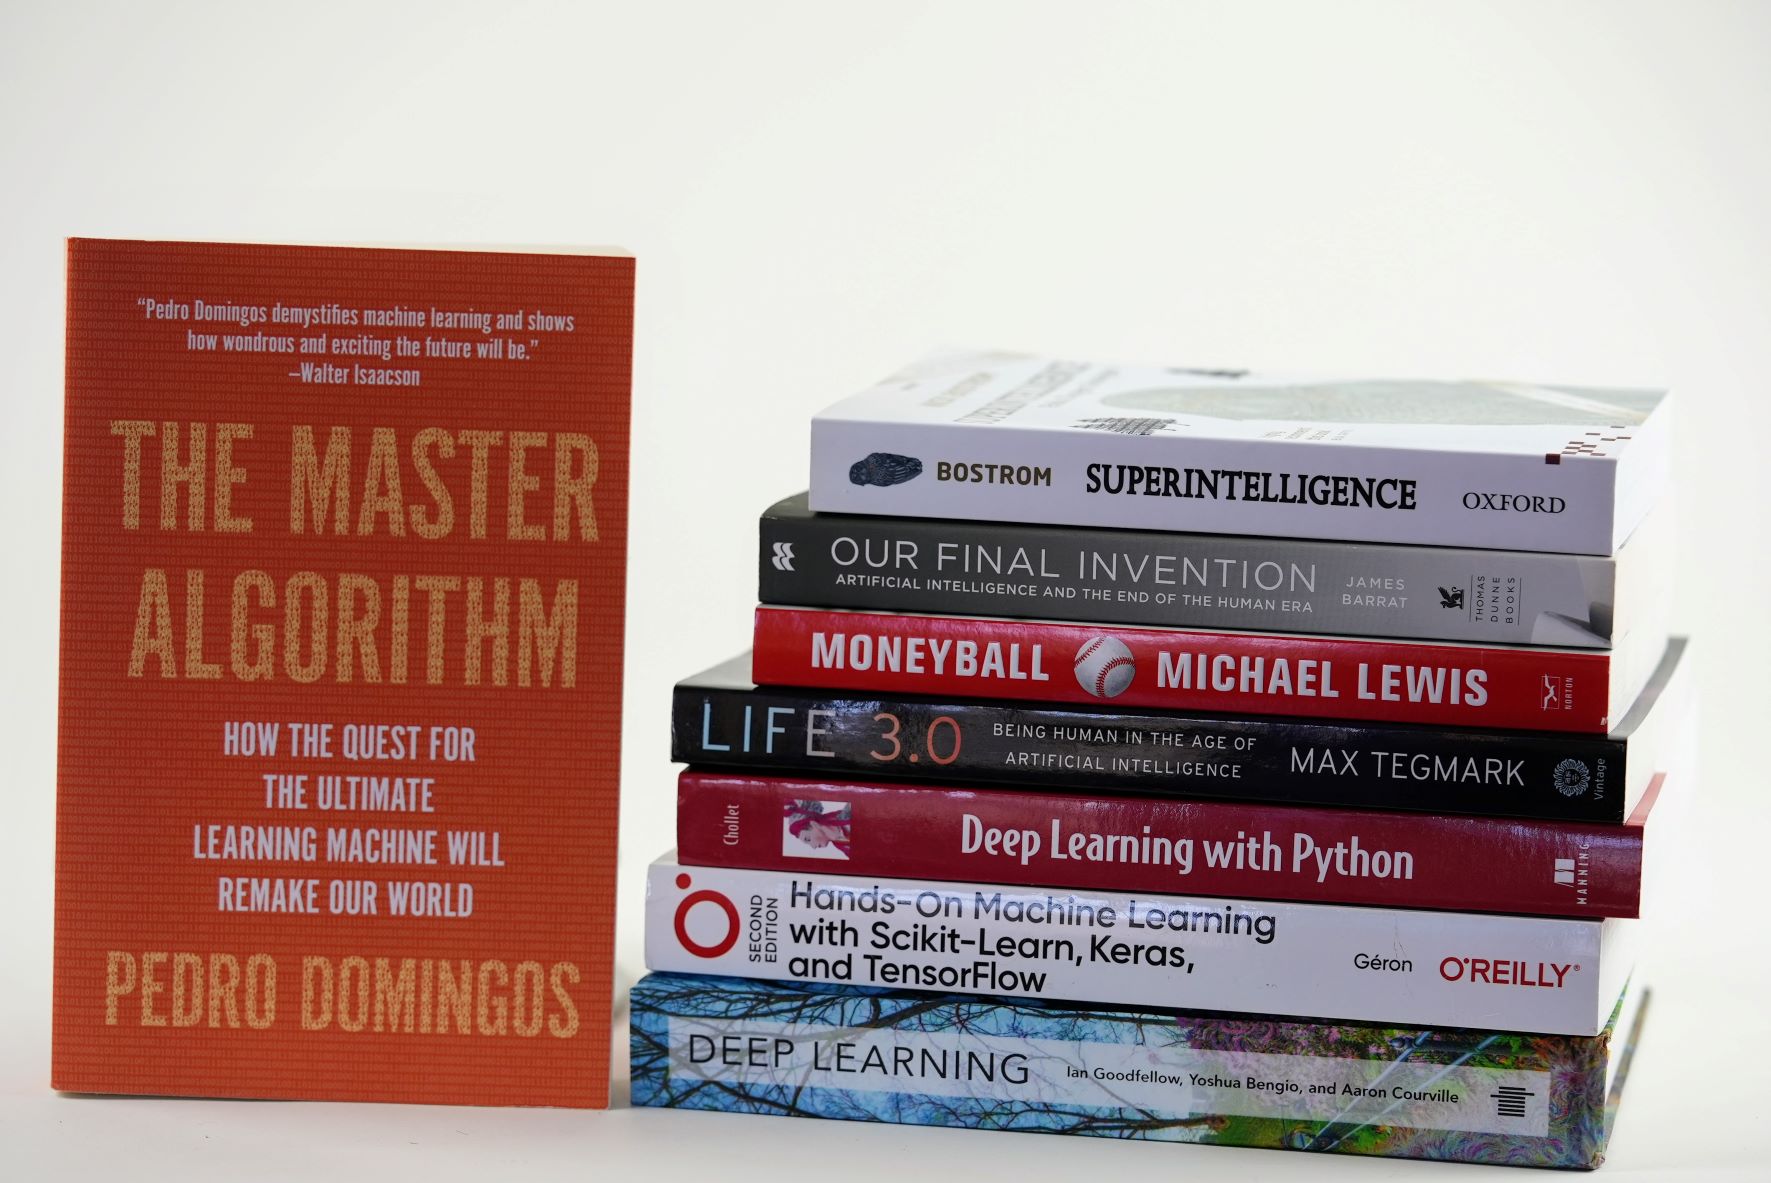 “Pedro Domingos demystifies machine learning and shows
how wondrous and exciting the future will be.”
–Walter Isaacson
THE MASTER
ALGORITHM
HOW THE QUEST FOR
THE ULTIMATE
LEARNING MACHINE WILL
REMAKE OUR WORLD
PEDRO DOMINGOS
BOSTROM SUPERINTELLIGENCE OXFORD
OUR FINAL INVENTION
ARTIFICIAL INTELLIGENCE AND THE END OF THE HUMAN ERA
JAMES
BARRAT
THOMAS
DUNNE
BOOKS
MONEYBALL MICHAEL LEWIS NORTON
LIFE 3.0
BEING HUMAN IN THE AGE OF
ARTIFICIAL INTELLIGENCE
MAX TEGMARK
Vintage
Chollet Deep Learning with Python MANNING
SECOND
EDITION
Hands-On Machine Learning
with Scikit-Learn, Keras,
and TensorFlow
Géron O'REILLY®
DEEP LEARNING Ian Goodfellow, Yoshua Bengio, and Aaron Courville